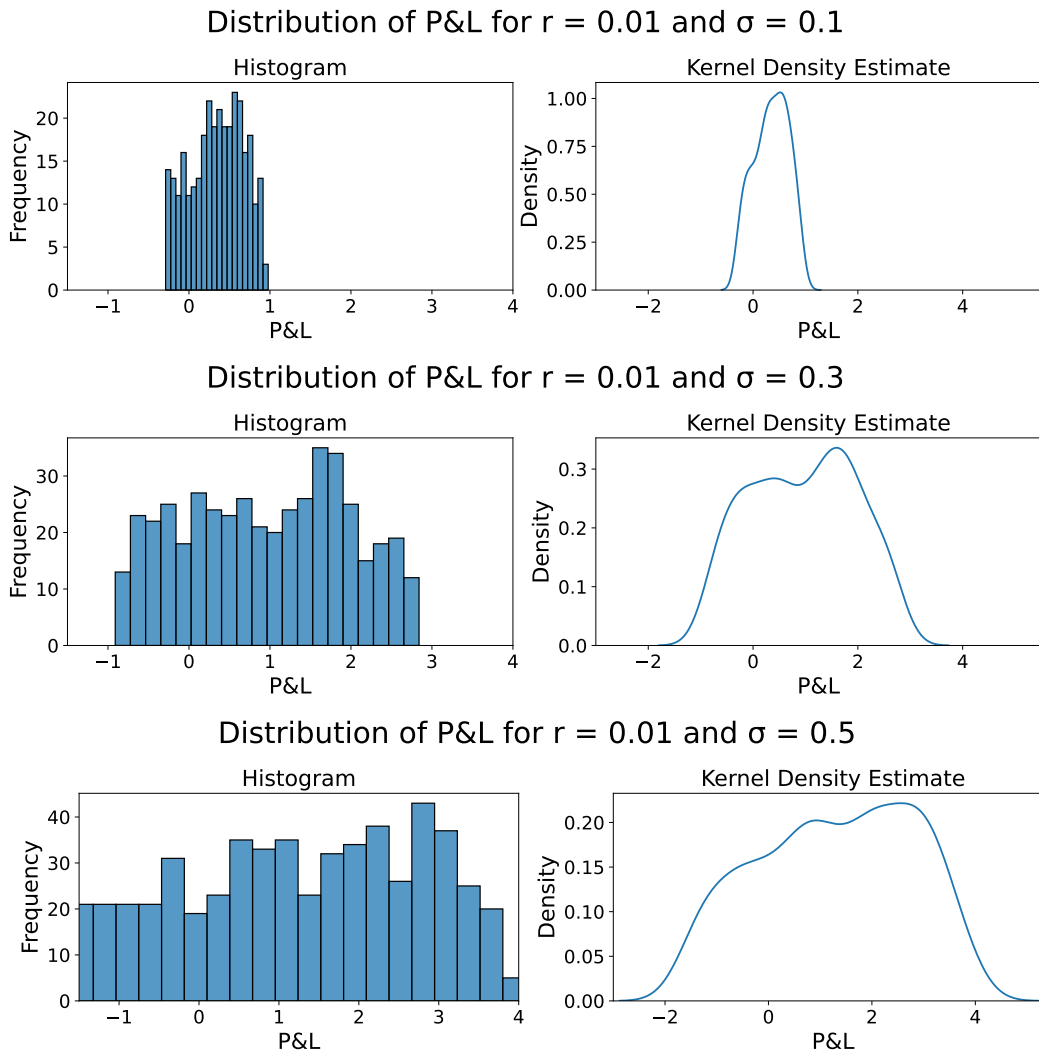 Distribution of P&L for r = 0.01 and σ = 0.1
Histogram
Frequency
0
5
10
15
20
−1 0 1 2 3 4
P&L
Kernel Density Estimate
Density
0.00
0.25
0.50
0.75
1.00
−2 0 2 4
P&L
Distribution of P&L for r = 0.01 and σ = 0.3
Histogram
Frequency
0
10
20
30
−1 0 1 2 3 4
P&L
Kernel Density Estimate
Density
0.0
0.1
0.2
0.3
−2 0 2 4
P&L
Distribution of P&L for r = 0.01 and σ = 0.5
Histogram
Frequency
0
10
20
30
40
−1 0 1 2 3 4
P&L
Kernel Density Estimate
Density
0.00
0.05
0.10
0.15
0.20
−2 0 2 4
P&L